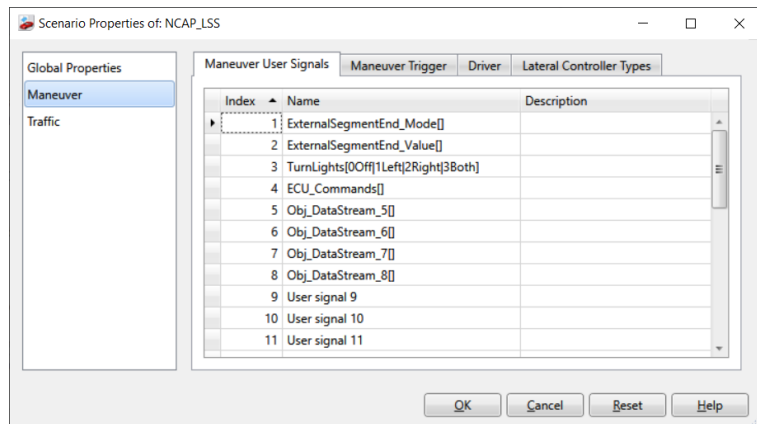 Scenario Properties of: NCAP_LSS
Global Properties
Maneuver
Traffic
Maneuver User Signals Maneuver Trigger Driver Lateral Controller Types
Index Name Description
1 ExternalSegmentEnd_Mode[]
2 ExternalSegmentEnd_Value[]
3 TurnLights[0Off|1Left|2Right|3Both]
4 ECU_Commands[]
5 Obj_DataStream_5[]
6 Obj_DataStream_6[]
7 Obj_DataStream_7[]
8 Obj_DataStream_8[]
9 User signal 9
10 User signal 10
11 User signal 11
OK Cancel Reset Help